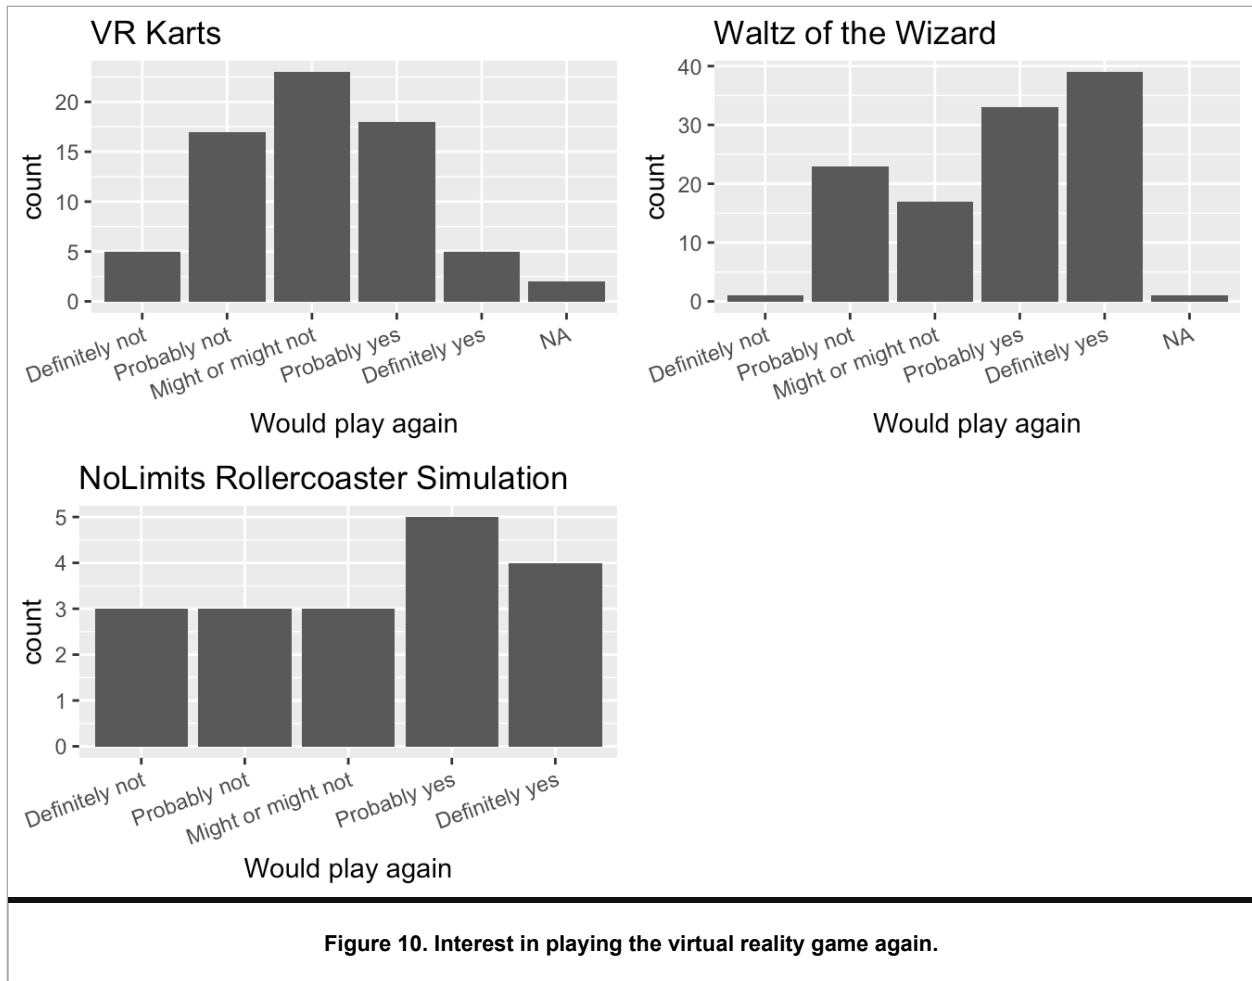 VR Karts
count
20
15
10
5
0
Definitely not
Probably not
Might or might not
Probably yes
Definitely yes
NA
Would play again
Waltz of the Wizard
count
40
30
20
10
0
Definitely not
Probably not
Might or might not
Probably yes
Definitely yes
NA
Would play again
NoLimits Rollercoaster Simulation
count
5
4
3
2
1
0
Definitely not
Probably not
Might or might not
Probably yes
Definitely yes
Would play again
Figure 10. Interest in playing the virtual reality game again.